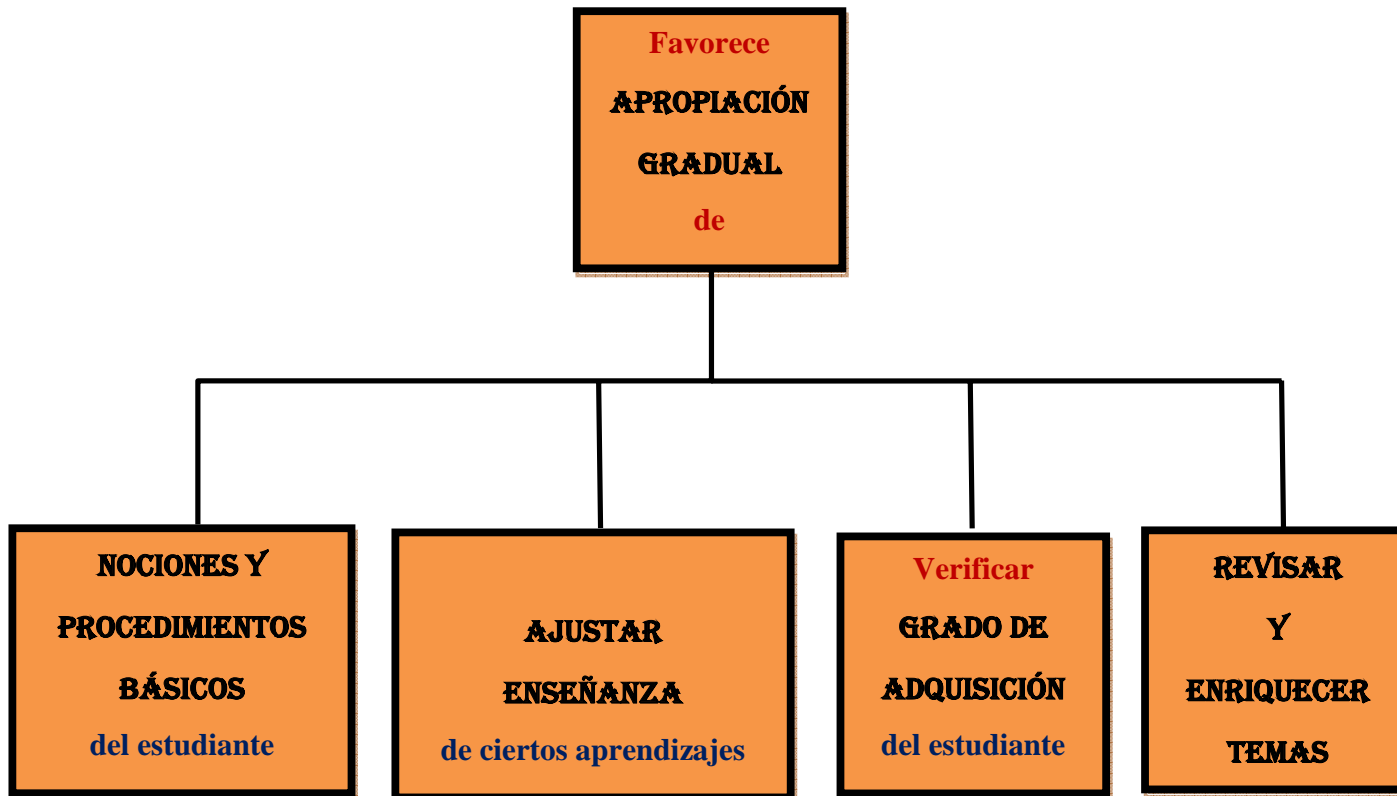 Favorece
APROPIACIÓN
GRADUAL
de
NOCIONES Y
PROCEDIMIENTOS
BÁSICOS
del estudiante
AJUSTAR
ENSEÑANZA
de ciertos aprendizajes
Verificar
GRADO DE
ADQUISICIÓN
del estudiante
REVISAR
Y
ENRIQUECER
TEMAS